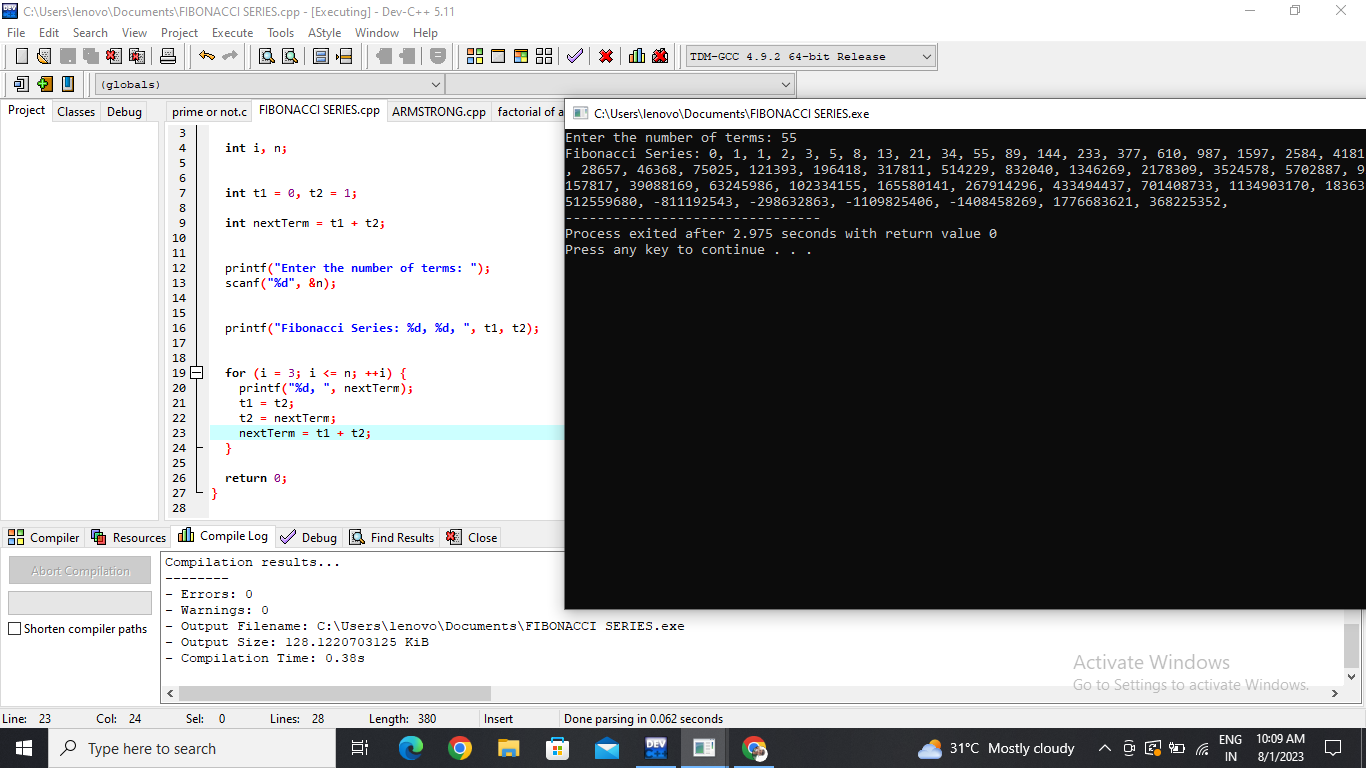 C:\Users\lenovo\Documents\FIBONACCI SERIES.cpp - [Executing] - Dev-C++ 5.11
File Edit Search View Project Execute Tools AStyle Window Help
TDM-GCC 4.9.2 64-bit Release
(globals)
Project Classes Debug
prime or not.c FIBONACCI SERIES.cpp ARMSTRONG.cpp factorial of a
3
4 int i, n;
5
6
7 int t1 = 0, t2 = 1;
8
9 int nextTerm = t1 + t2;
10
11
12 printf("Enter the number of terms: ");
13 scanf("%d", &n);
14
15
16 printf("Fibonacci Series: %d, %d, ", t1, t2);
17
18
19 for (i = 3; i <= n; ++i) {
20 printf("%d, ", nextTerm);
21 t1 = t2;
22 t2 = nextTerm;
23 nextTerm = t1 + t2;
24 }
25
26 return 0;
27 }
28
C:\Users\lenovo\Documents\FIBONACCI SERIES.exe
Enter the number of terms: 55
Fibonacci Series: 0, 1, 1, 2, 3, 5, 8, 13, 21, 34, 55, 89, 144, 233, 377, 610, 987, 1597, 2584, 4181
, 28657, 46368, 75025, 121393, 196418, 317811, 514229, 832040, 1346269, 2178309, 3524578, 5702887, 9
157817, 39088169, 63245986, 102334155, 165580141, 267914296, 433494437, 701408733, 1134903170, 18363
512559680, -811192543, -298632863, -1109825406, -1408458269, 1776683621, 368225352,
--------------------------------
Process exited after 2.975 seconds with return value 0
Press any key to continue . . .
Compiler Resources Compile Log Debug Find Results Close
Abort Compilation
Shorten compiler paths
Compilation results...
--------
- Errors: 0
- Warnings: 0
- Output Filename: C:\Users\lenovo\Documents\FIBONACCI SERIES.exe
- Output Size: 128.1220703125 KiB
- Compilation Time: 0.38s
Activate Windows
Go to Settings to activate Windows.
Line: 23 Col: 24 Sel: 0 Lines: 28 Length: 380 Insert Done parsing in 0.062 seconds
Type here to search
DEV
31°C Mostly cloudy
ENG
IN
10:09 AM
8/1/2023